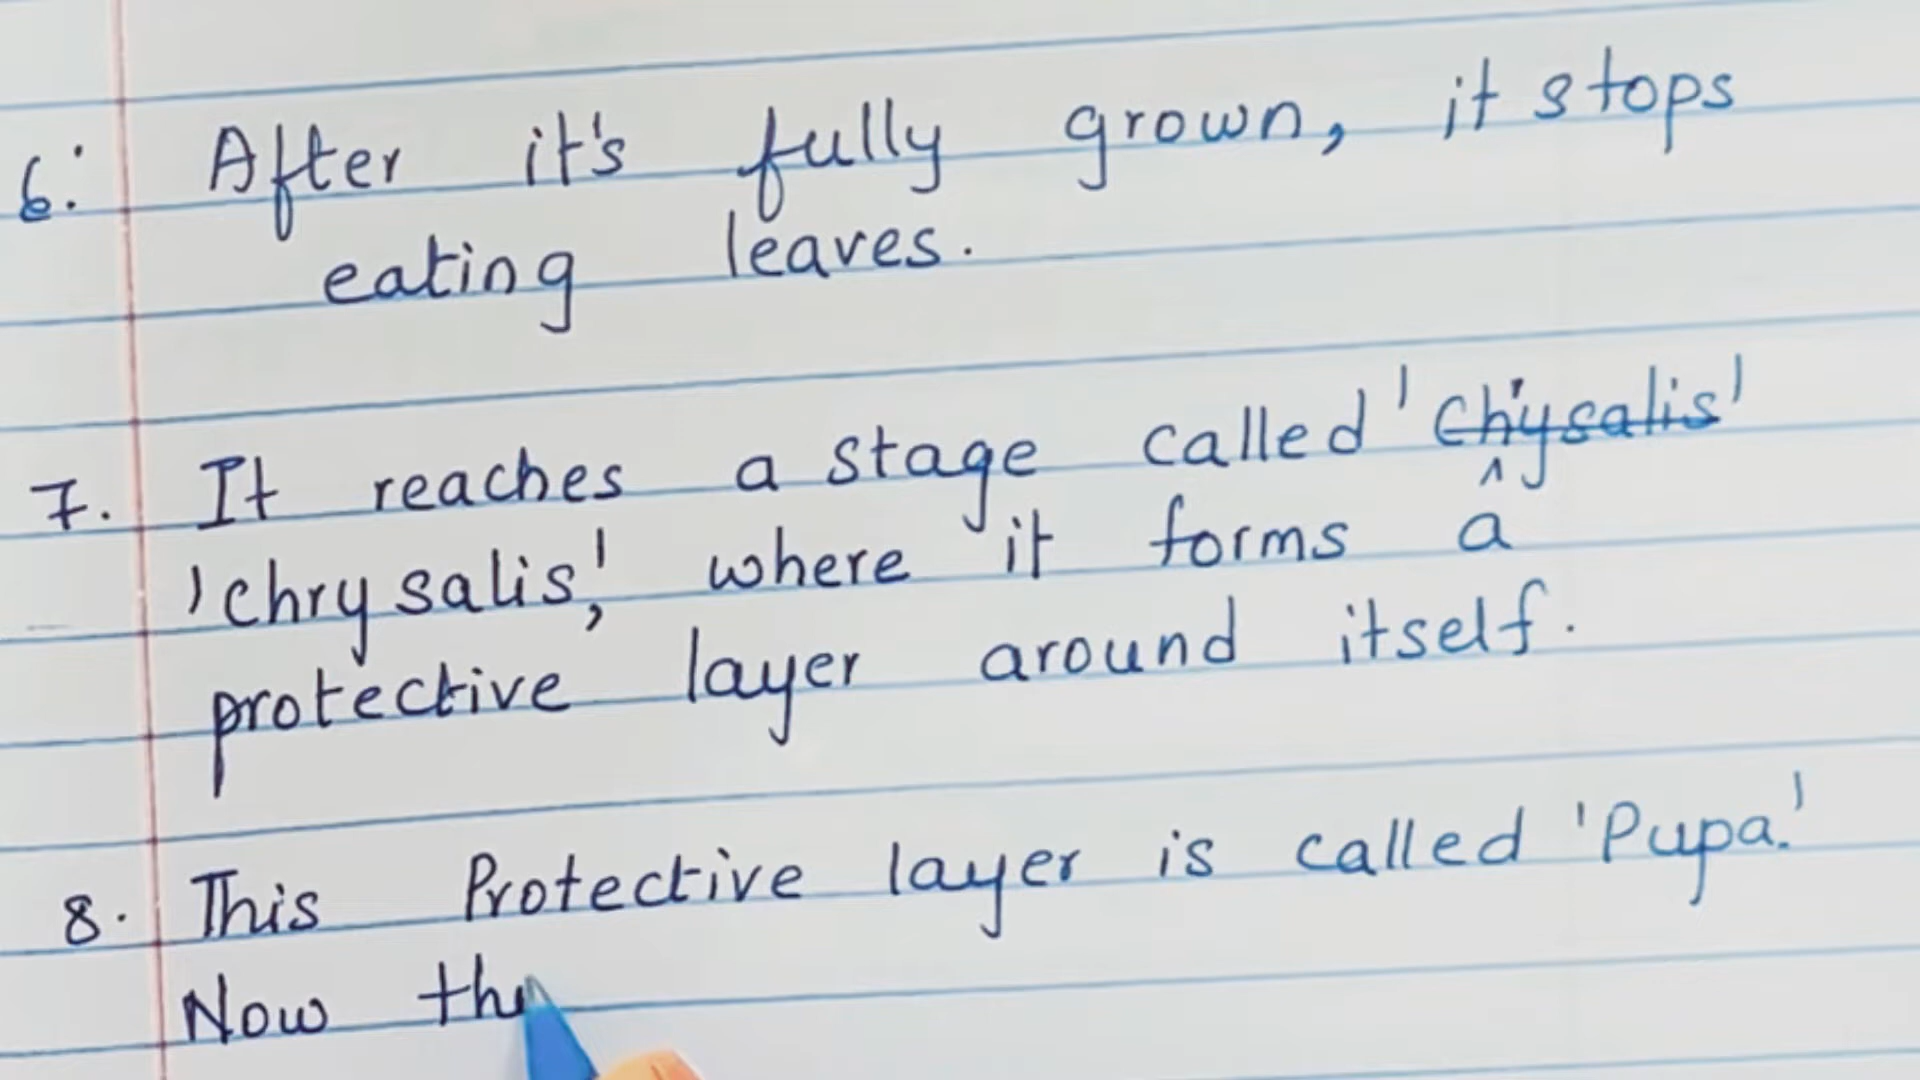 6. After it's fully grown, it stops
eating leaves.
7. It reaches a stage called 'Chysalis'
'chrysalis,' where it forms a
protective layer around itself.
8. This Protective layer is called 'Pupa.'
Now th